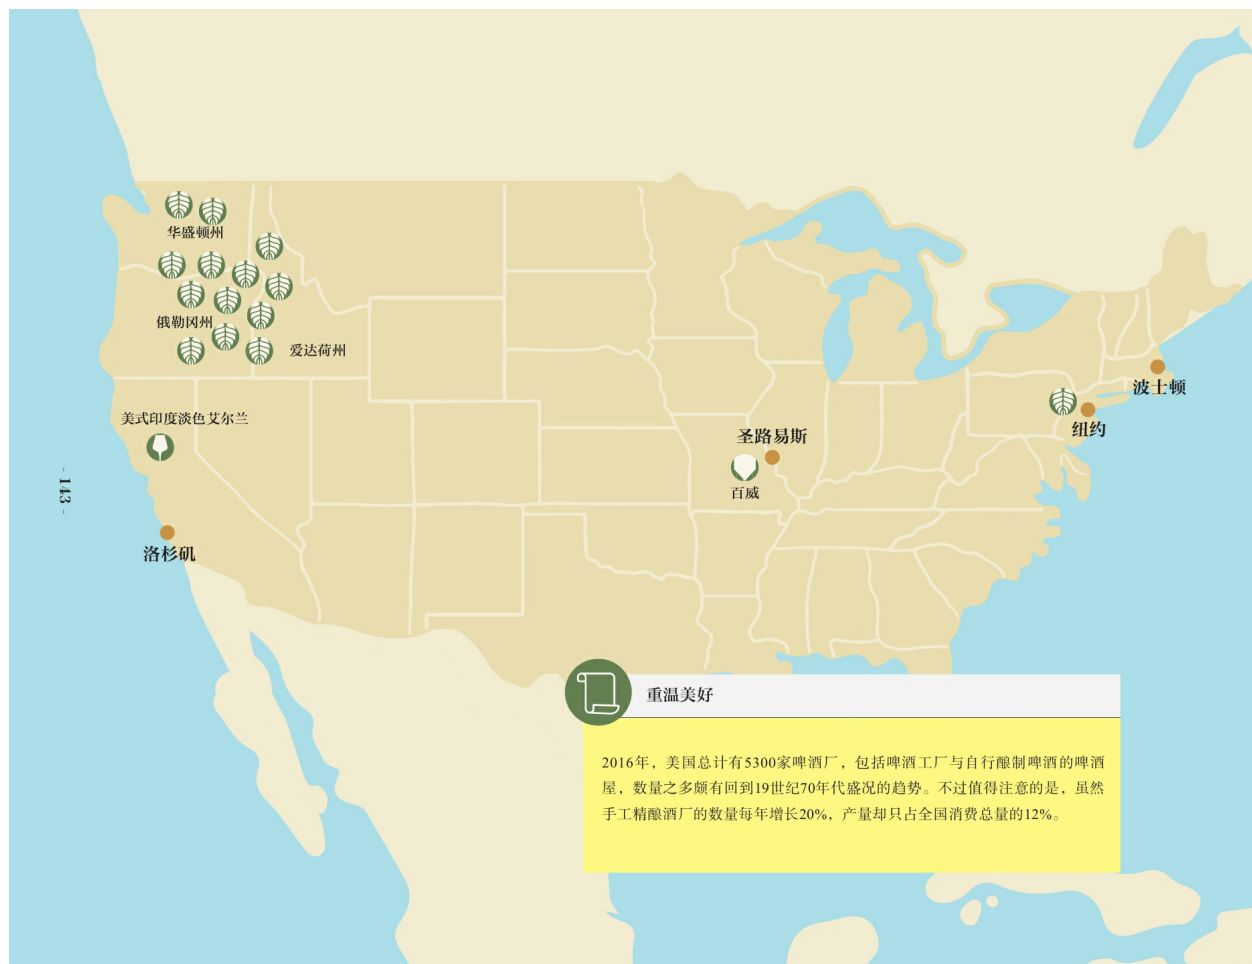 华盛顿州
俄勒冈州
爱达荷州
美式印度淡色艾尔兰
波士顿
纽约
圣路易斯
百威
- 143 -
洛杉矶
重温美好
2016年，美国总计有5300家啤酒厂，包括啤酒工厂与自行酿制啤酒的啤酒
屋，数量之多颇有回到19世纪70年代盛况的趋势。不过值得注意的是，虽然
手工精酿酒厂的数量每年增长20%，产量却只占全国消费总量的12%。